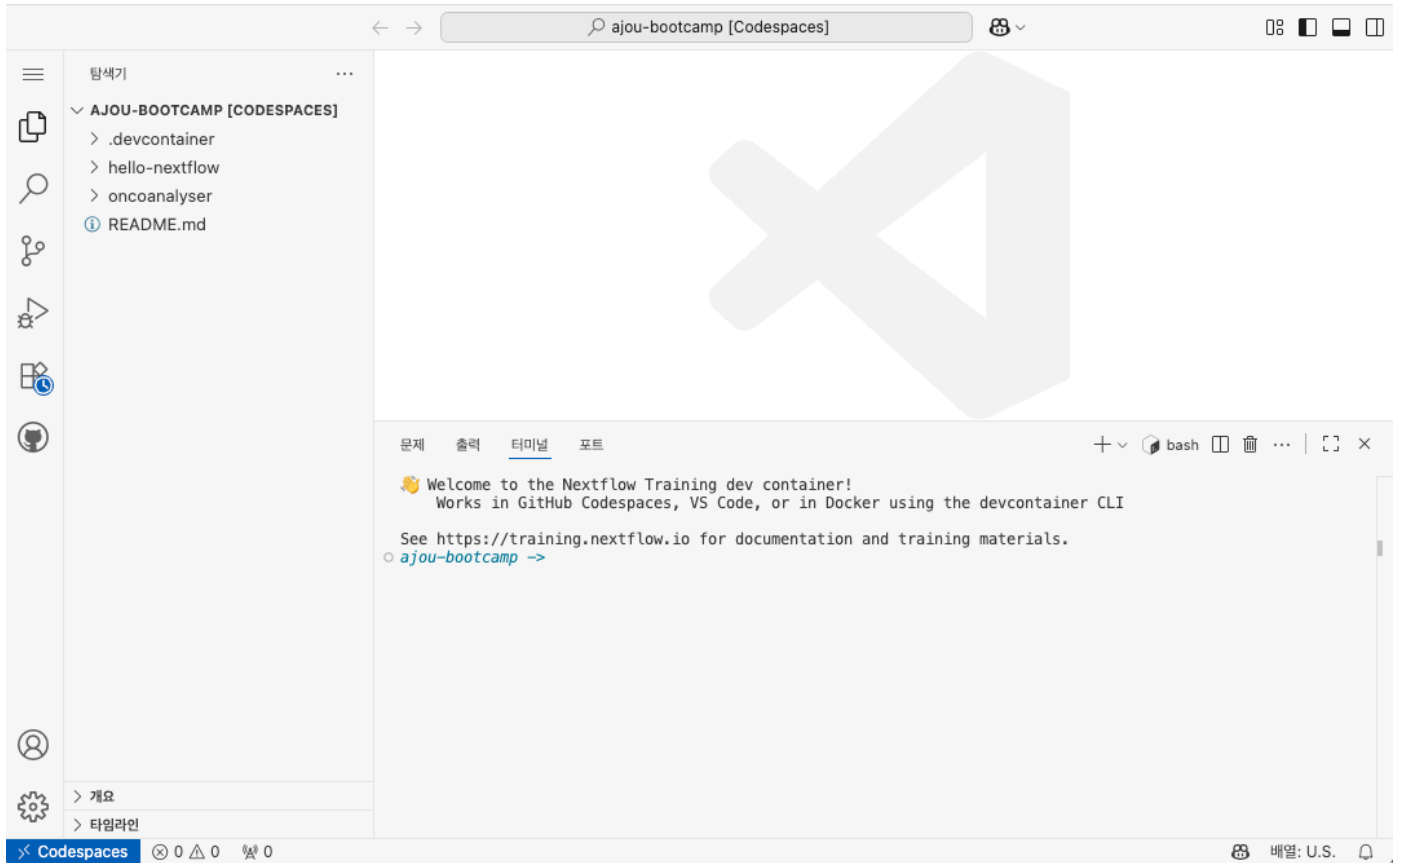 ajou-bootcamp [Codespaces]
탐색기
AJOU-BOOTCAMP [CODESPACES]
.devcontainer
hello-nextflow
oncoanalyser
README.md
문제 출력 터미널 포트
bash
👋 Welcome to the Nextflow Training dev container!
Works in GitHub Codespaces, VS Code, or in Docker using the devcontainer CLI
See https://training.nextflow.io for documentation and training materials.
ajou-bootcamp ->
개요
타임라인
Codespaces 0 0 0
배열: U.S.